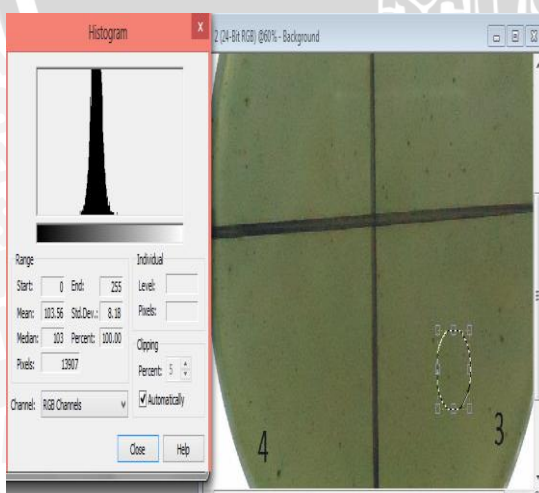 Histogram
x
2 (24-Bit RGB) @60% - Background
Range
Start: 0 End: 255
Mean: 103.56 Std.Dev.: 8.18
Median: 103 Percent: 100.00
Pixels: 13907
Individual
Level:
Pixels:
Clipping
Percent: 5
Automatically
Channel: RGB Channels
Close Help
4
3